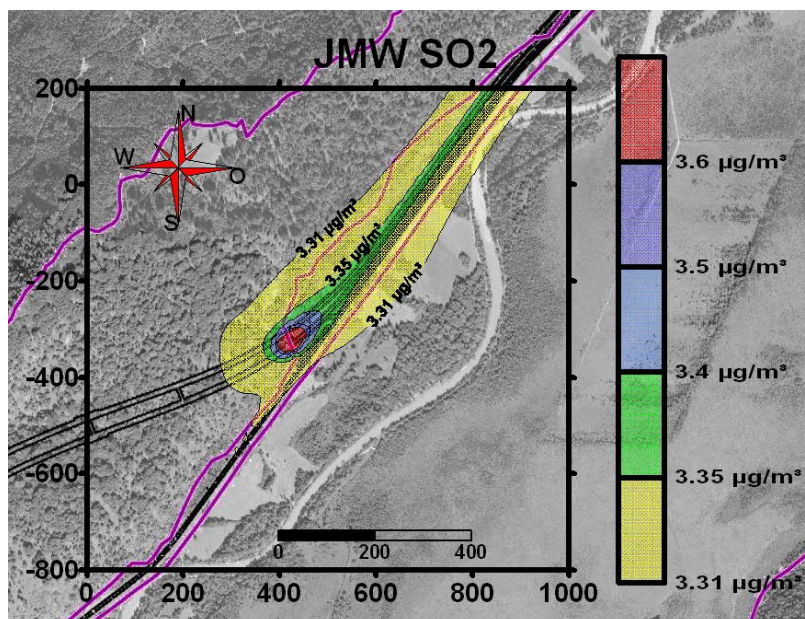 JMW SO2
200
0
-200
-400
-600
-800
0 200 400 600 800 1000
N
W
O
S
3.31 µg/m³
3.35 µg/m³
3.31 µg/m³
0 200 400
3.6 µg/m³
3.5 µg/m³
3.4 µg/m³
3.35 µg/m³
3.31 µg/m³